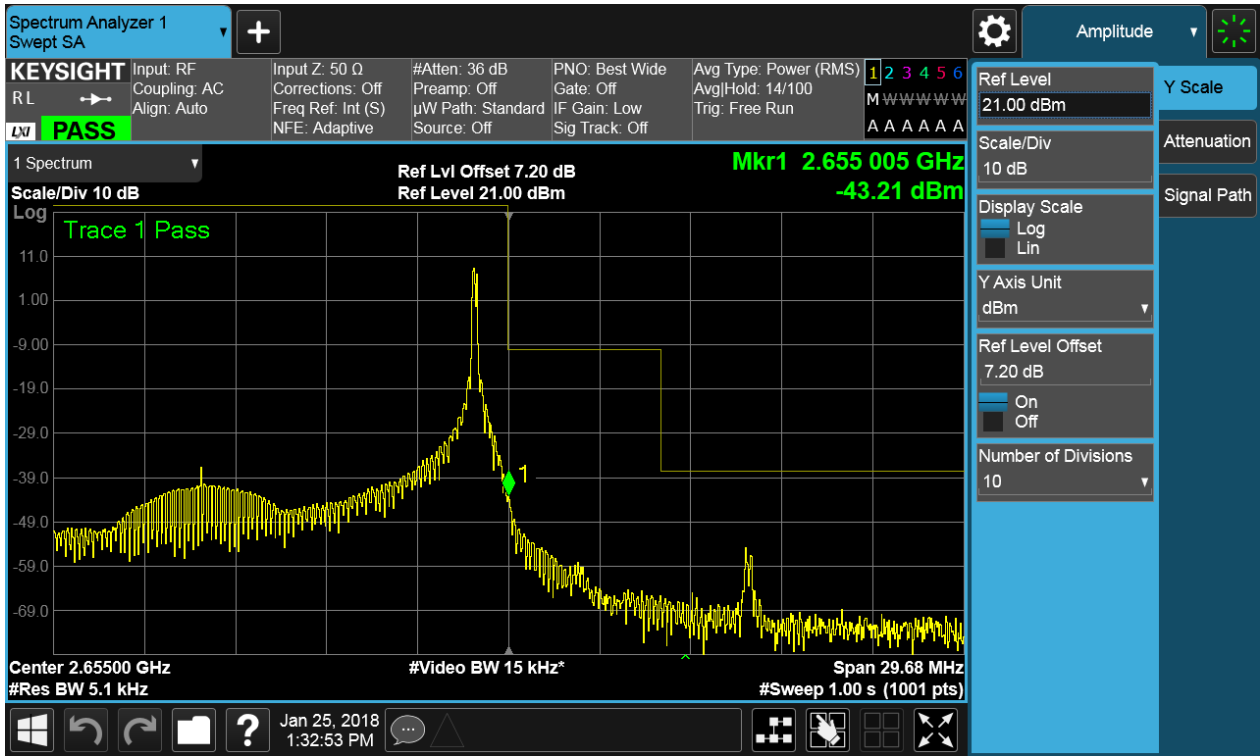 Spectrum Analyzer 1
Swept SA
Amplitude
KEYSIGHT
R L
LXI PASS
Input: RF
Coupling: AC
Align: Auto
Input Z: 50 Ω
Corrections: Off
Freq Ref: Int (S)
NFE: Adaptive
#Atten: 36 dB
Preamp: Off
µW Path: Standard
Source: Off
PNO: Best Wide
Gate: Off
IF Gain: Low
Sig Track: Off
Avg Type: Power (RMS)
Avg|Hold: 14/100
Trig: Free Run
1 2 3 4 5 6
M W W W W W
A A A A A A
1 Spectrum
Scale/Div 10 dB
Ref Lvl Offset 7.20 dB
Ref Level 21.00 dBm
Mkr1 2.655 005 GHz
-43.21 dBm
Log
Trace 1 Pass
11.0
1.00
-9.00
-19.0
-29.0
-39.0
-49.0
-59.0
-69.0
1
Center 2.65500 GHz
#Video BW 15 kHz*
Span 29.68 MHz
#Res BW 5.1 kHz
#Sweep 1.00 s (1001 pts)
Ref Level
21.00 dBm
Scale/Div
10 dB
Display Scale
Log
Lin
Y Axis Unit
dBm
Ref Level Offset
7.20 dB
On
Off
Number of Divisions
10
Y Scale
Attenuation
Signal Path
?
Jan 25, 2018
1:32:53 PM